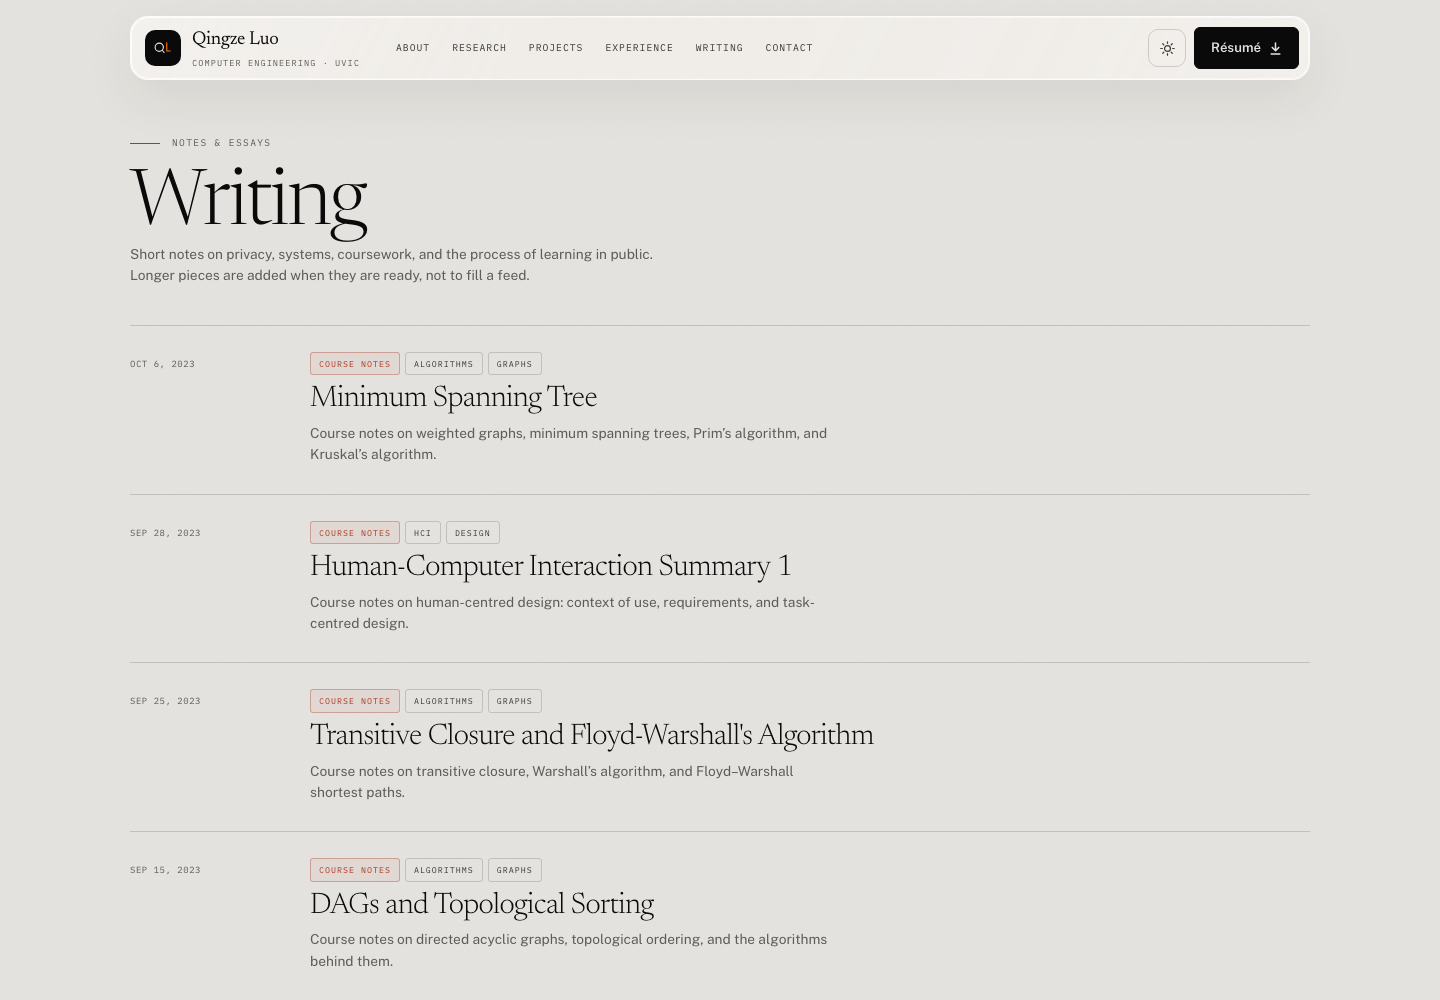 QL
Qingze Luo
COMPUTER ENGINEERING · UVIC
ABOUT
RESEARCH
PROJECTS
EXPERIENCE
WRITING
CONTACT
Résumé
NOTES & ESSAYS
Writing
Short notes on privacy, systems, coursework, and the process of learning in public.
Longer pieces are added when they are ready, not to fill a feed.
OCT 6, 2023
COURSE NOTES
ALGORITHMS
GRAPHS
Minimum Spanning Tree
Course notes on weighted graphs, minimum spanning trees, Prim’s algorithm, and
Kruskal’s algorithm.
SEP 28, 2023
COURSE NOTES
HCI
DESIGN
Human-Computer Interaction Summary 1
Course notes on human-centred design: context of use, requirements, and task-
centred design.
SEP 25, 2023
COURSE NOTES
ALGORITHMS
GRAPHS
Transitive Closure and Floyd-Warshall's Algorithm
Course notes on transitive closure, Warshall’s algorithm, and Floyd–Warshall
shortest paths.
SEP 15, 2023
COURSE NOTES
ALGORITHMS
GRAPHS
DAGs and Topological Sorting
Course notes on directed acyclic graphs, topological ordering, and the algorithms
behind them.